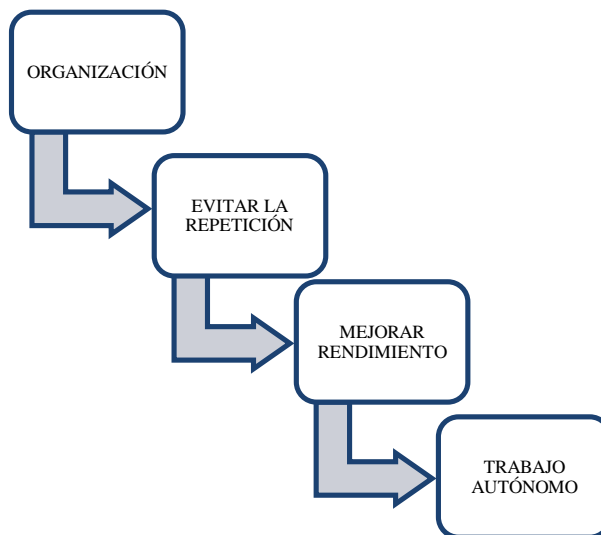 ORGANIZACIÓN
EVITAR LA
REPETICIÓN
MEJORAR
RENDIMIENTO
TRABAJO
AUTÓNOMO